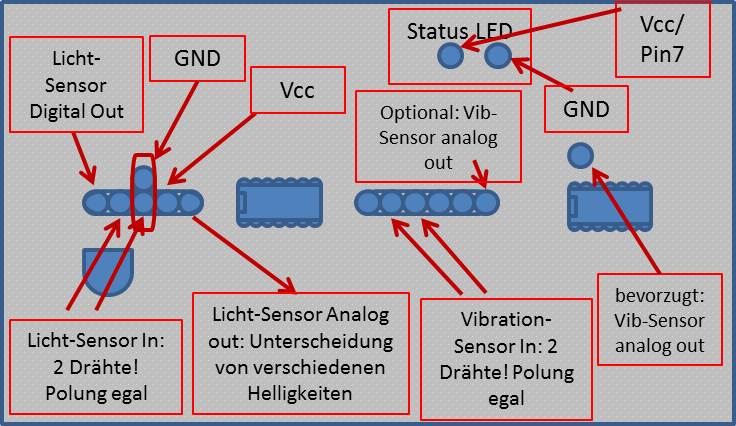 Status LED
Vcc/
Pin7
Licht-
Sensor
Digital Out
GND
Vcc
Optional: Vib-
Sensor analog
out
GND
Licht-Sensor In:
2 Drähte!
Polung egal
Licht-Sensor Analog
out: Unterscheidung
von verschiedenen
Helligkeiten
Vibration-
Sensor In: 2
Drähte! Polung
egal
bevorzugt:
Vib-Sensor
analog out